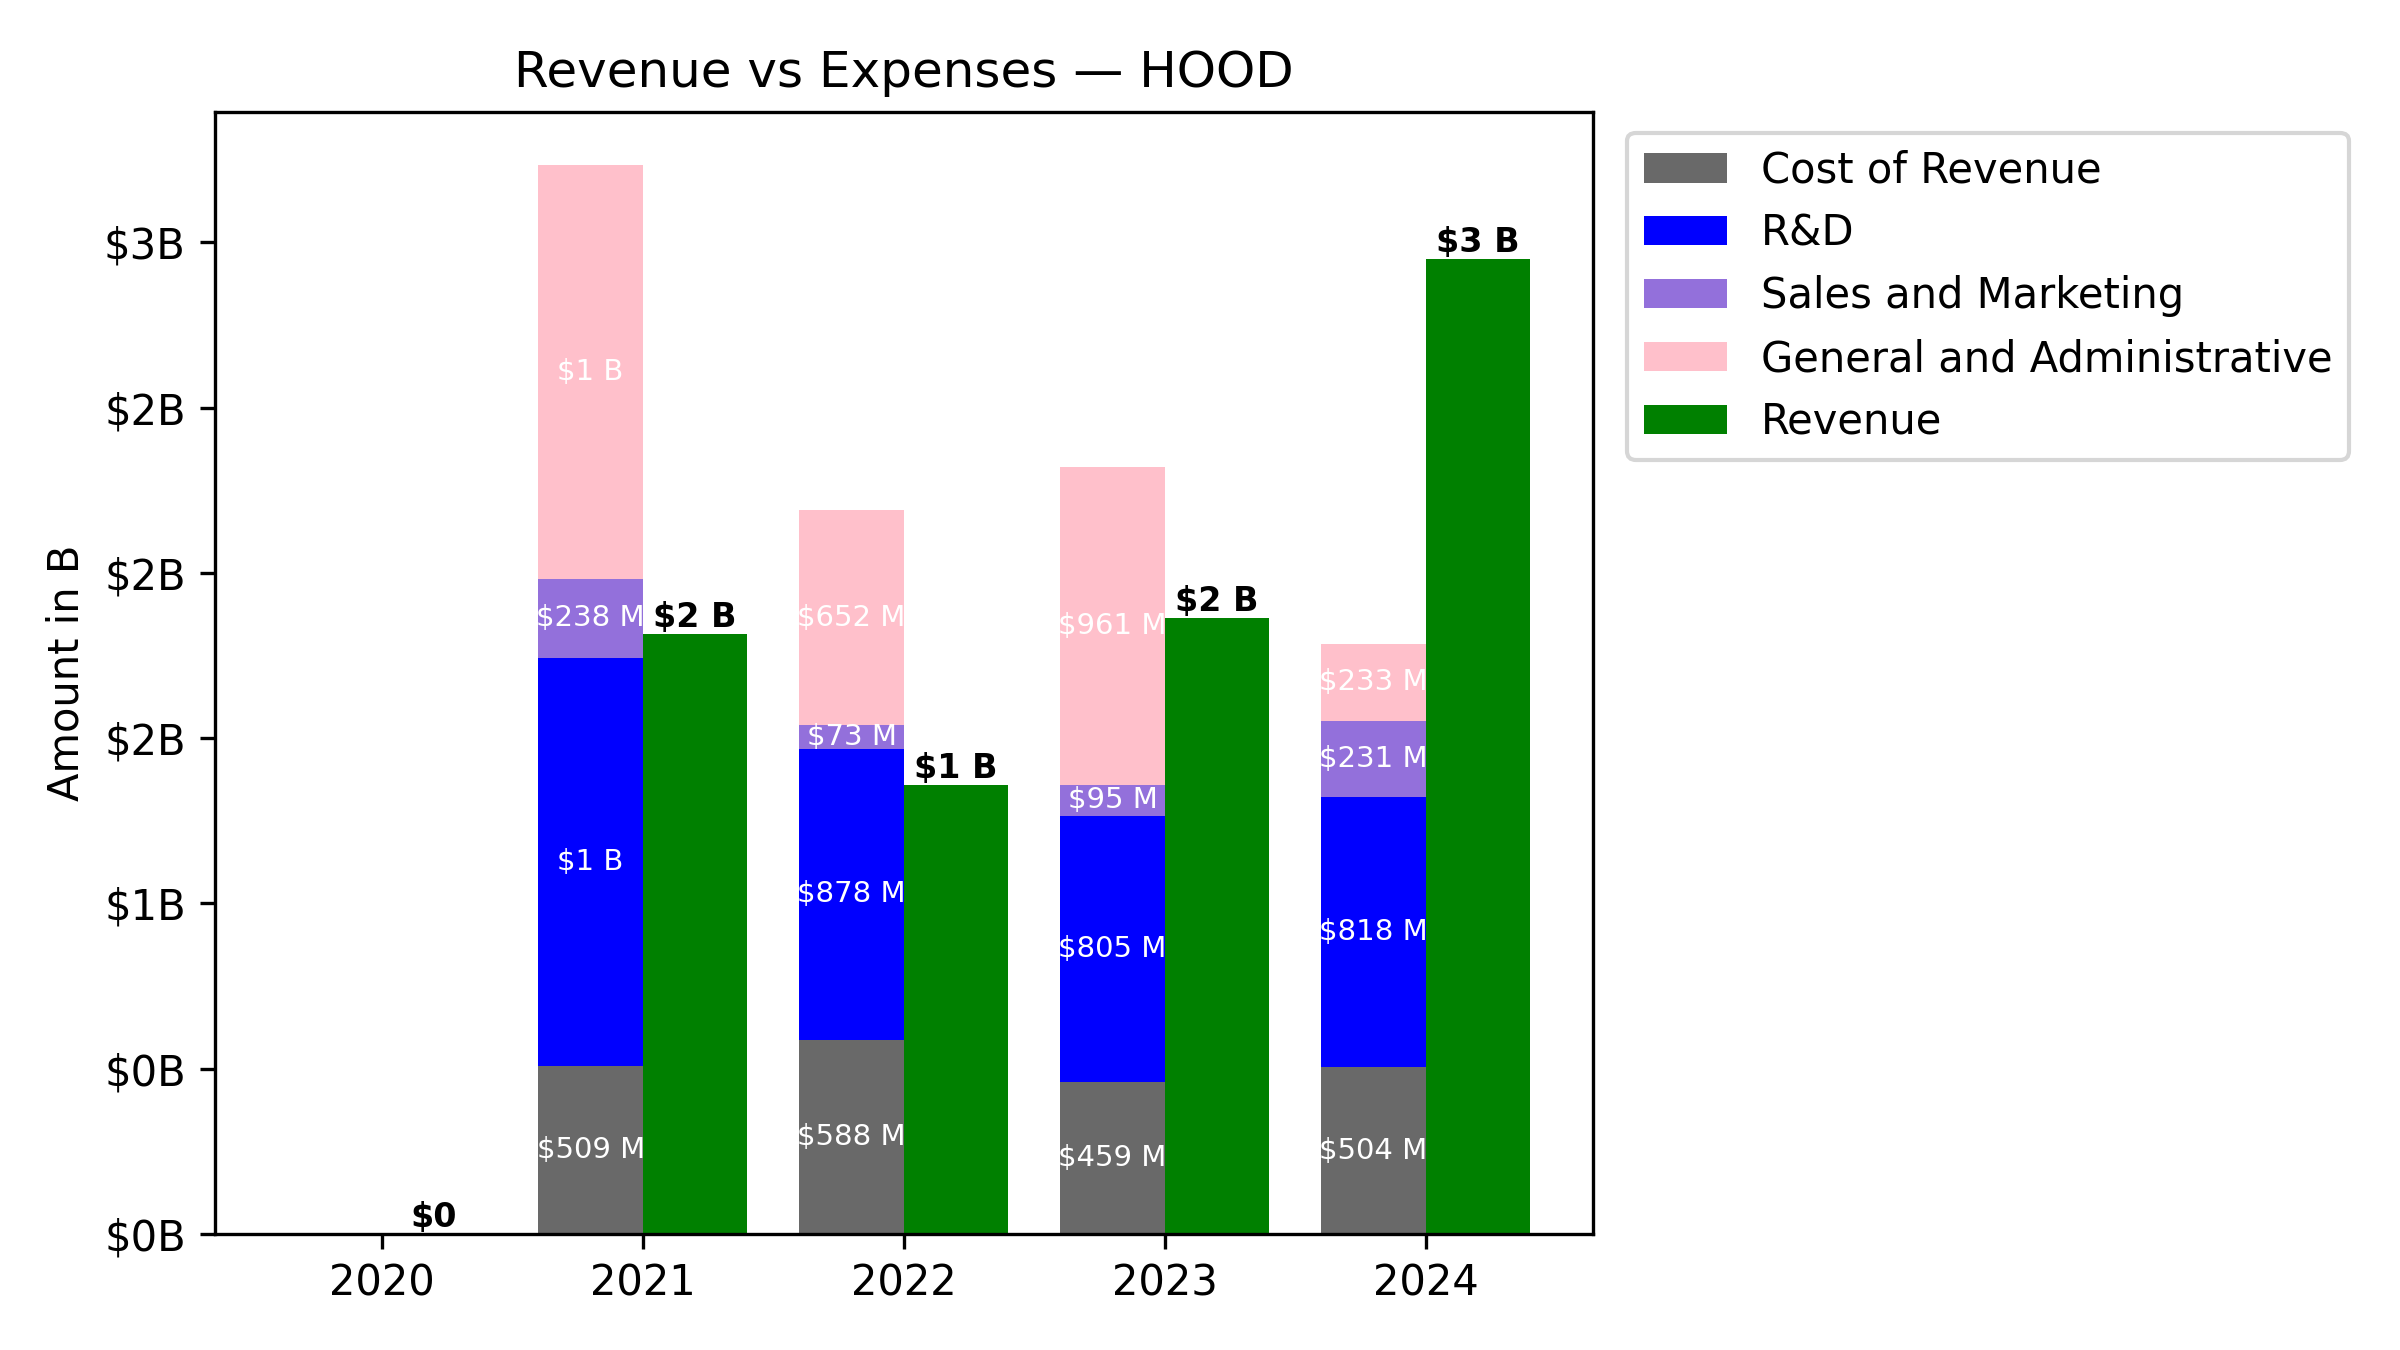 Revenue vs Expenses — HOOD
Amount in B
$3B
$2B
$2B
$2B
$1B
$0B
$0B
$0
$1 B
$238 M
$1 B
$509 M
$2 B
$652 M
$73 M
$878 M
$588 M
$1 B
$961 M
$95 M
$805 M
$459 M
$2 B
$233 M
$231 M
$818 M
$504 M
$3 B
2020
2021
2022
2023
2024
Cost of Revenue
R&D
Sales and Marketing
General and Administrative
Revenue